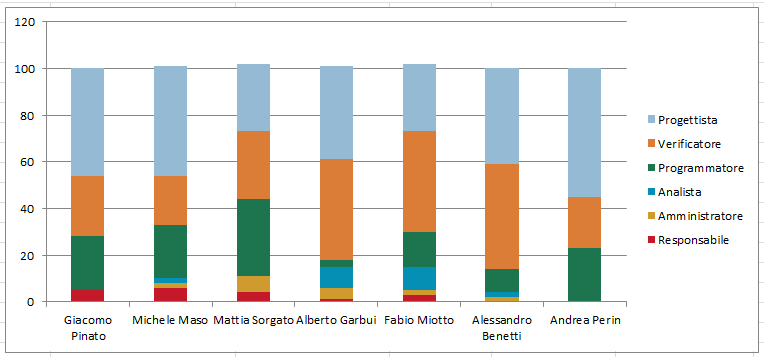 120
100
80
60
40
20
0
Giacomo Pinato
Michele Maso
Mattia Sorgato
Alberto Garbui
Fabio Miotto
Alessandro Benetti
Andrea Perin
Progettista
Verificatore
Programmatore
Analista
Amministratore
Responsabile